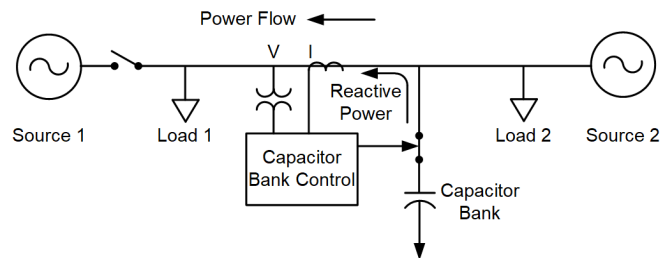 Power Flow
V
I
Reactive
Power
Source 1
Load 1
Load 2
Source 2
Capacitor
Bank Control
Capacitor
Bank